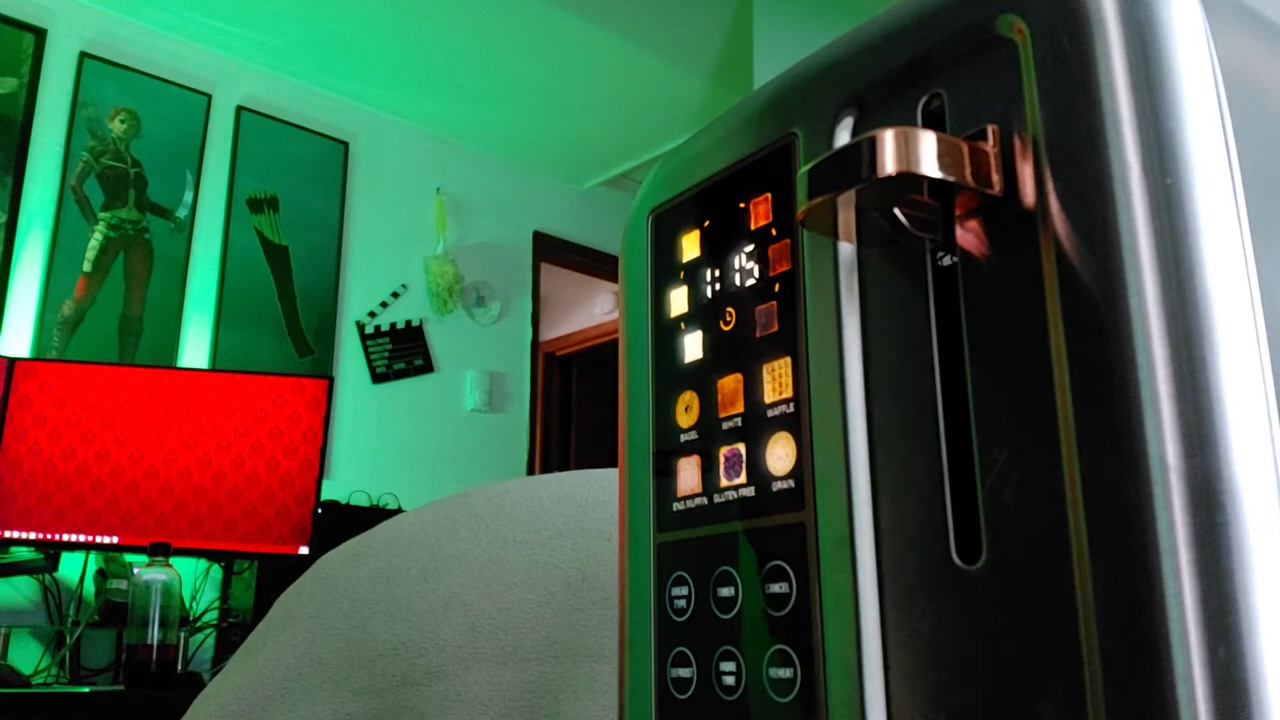 1:15
BAGEL
WHITE
WAFFLE
ENG.MUFFIN
GLUTEN FREE
GRAIN
BREAD
TYPE
TIMER
CANCEL
DEFROST
REHEAT